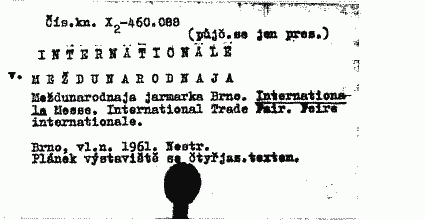 Čís.kn. X2-460.088
(půjč.se jen pres.)
INTERNATIONALE
v. MEŽDUNARODNAJA
Meždunarodnaja jarmarka Brno. Internationa-
le Messe. International Trade Fair. Foire
internationale.
Brno, vl.n. 1961. Nestr.
Plánek výstaviště se čtyřjaz.textem.